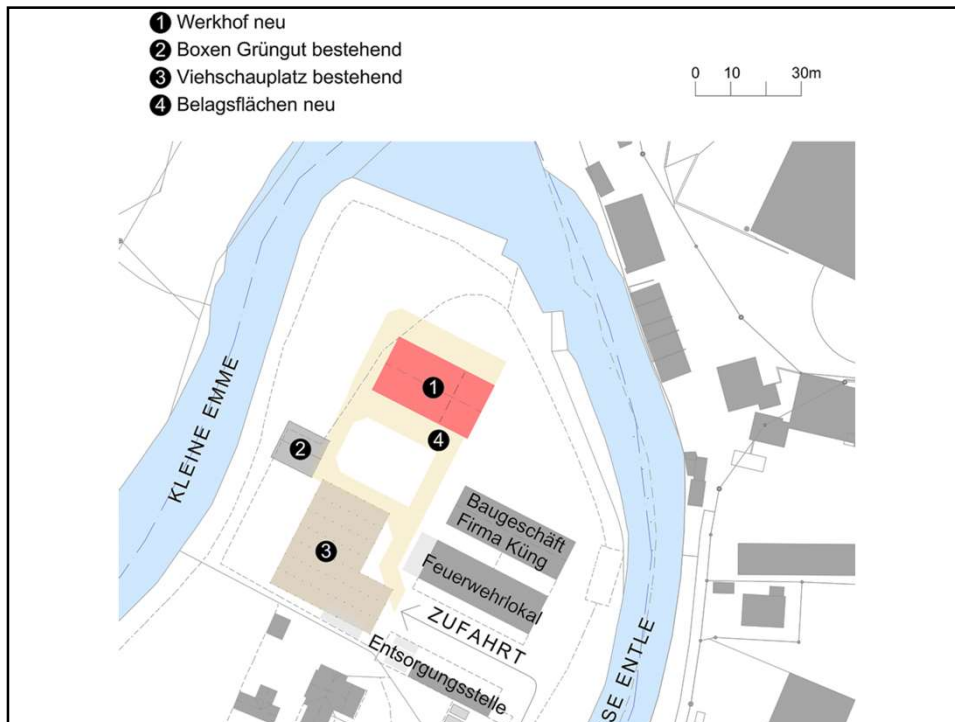 1 Werkhof neu
2 Boxen Grüngut bestehend
3 Viehschauplatz bestehend
4 Belagsflächen neu
0 10 30m
KLEINE EMME
1
4
2
3
Baugeschäft
Firma Küng
Feuerwehrlokal
ZUFAHRT
Entsorgungsstelle
SE ENTLE